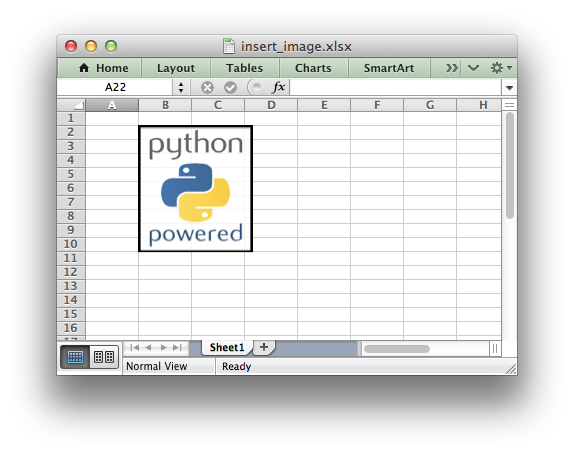 insert_image.xlsx
Home Layout Tables Charts SmartArt
A22 fx
A B C D E F G H
1
2
3
4
5
6
7
8
9
10
11
12
13
14
15
16
python
powered
Sheet1
Normal View Ready